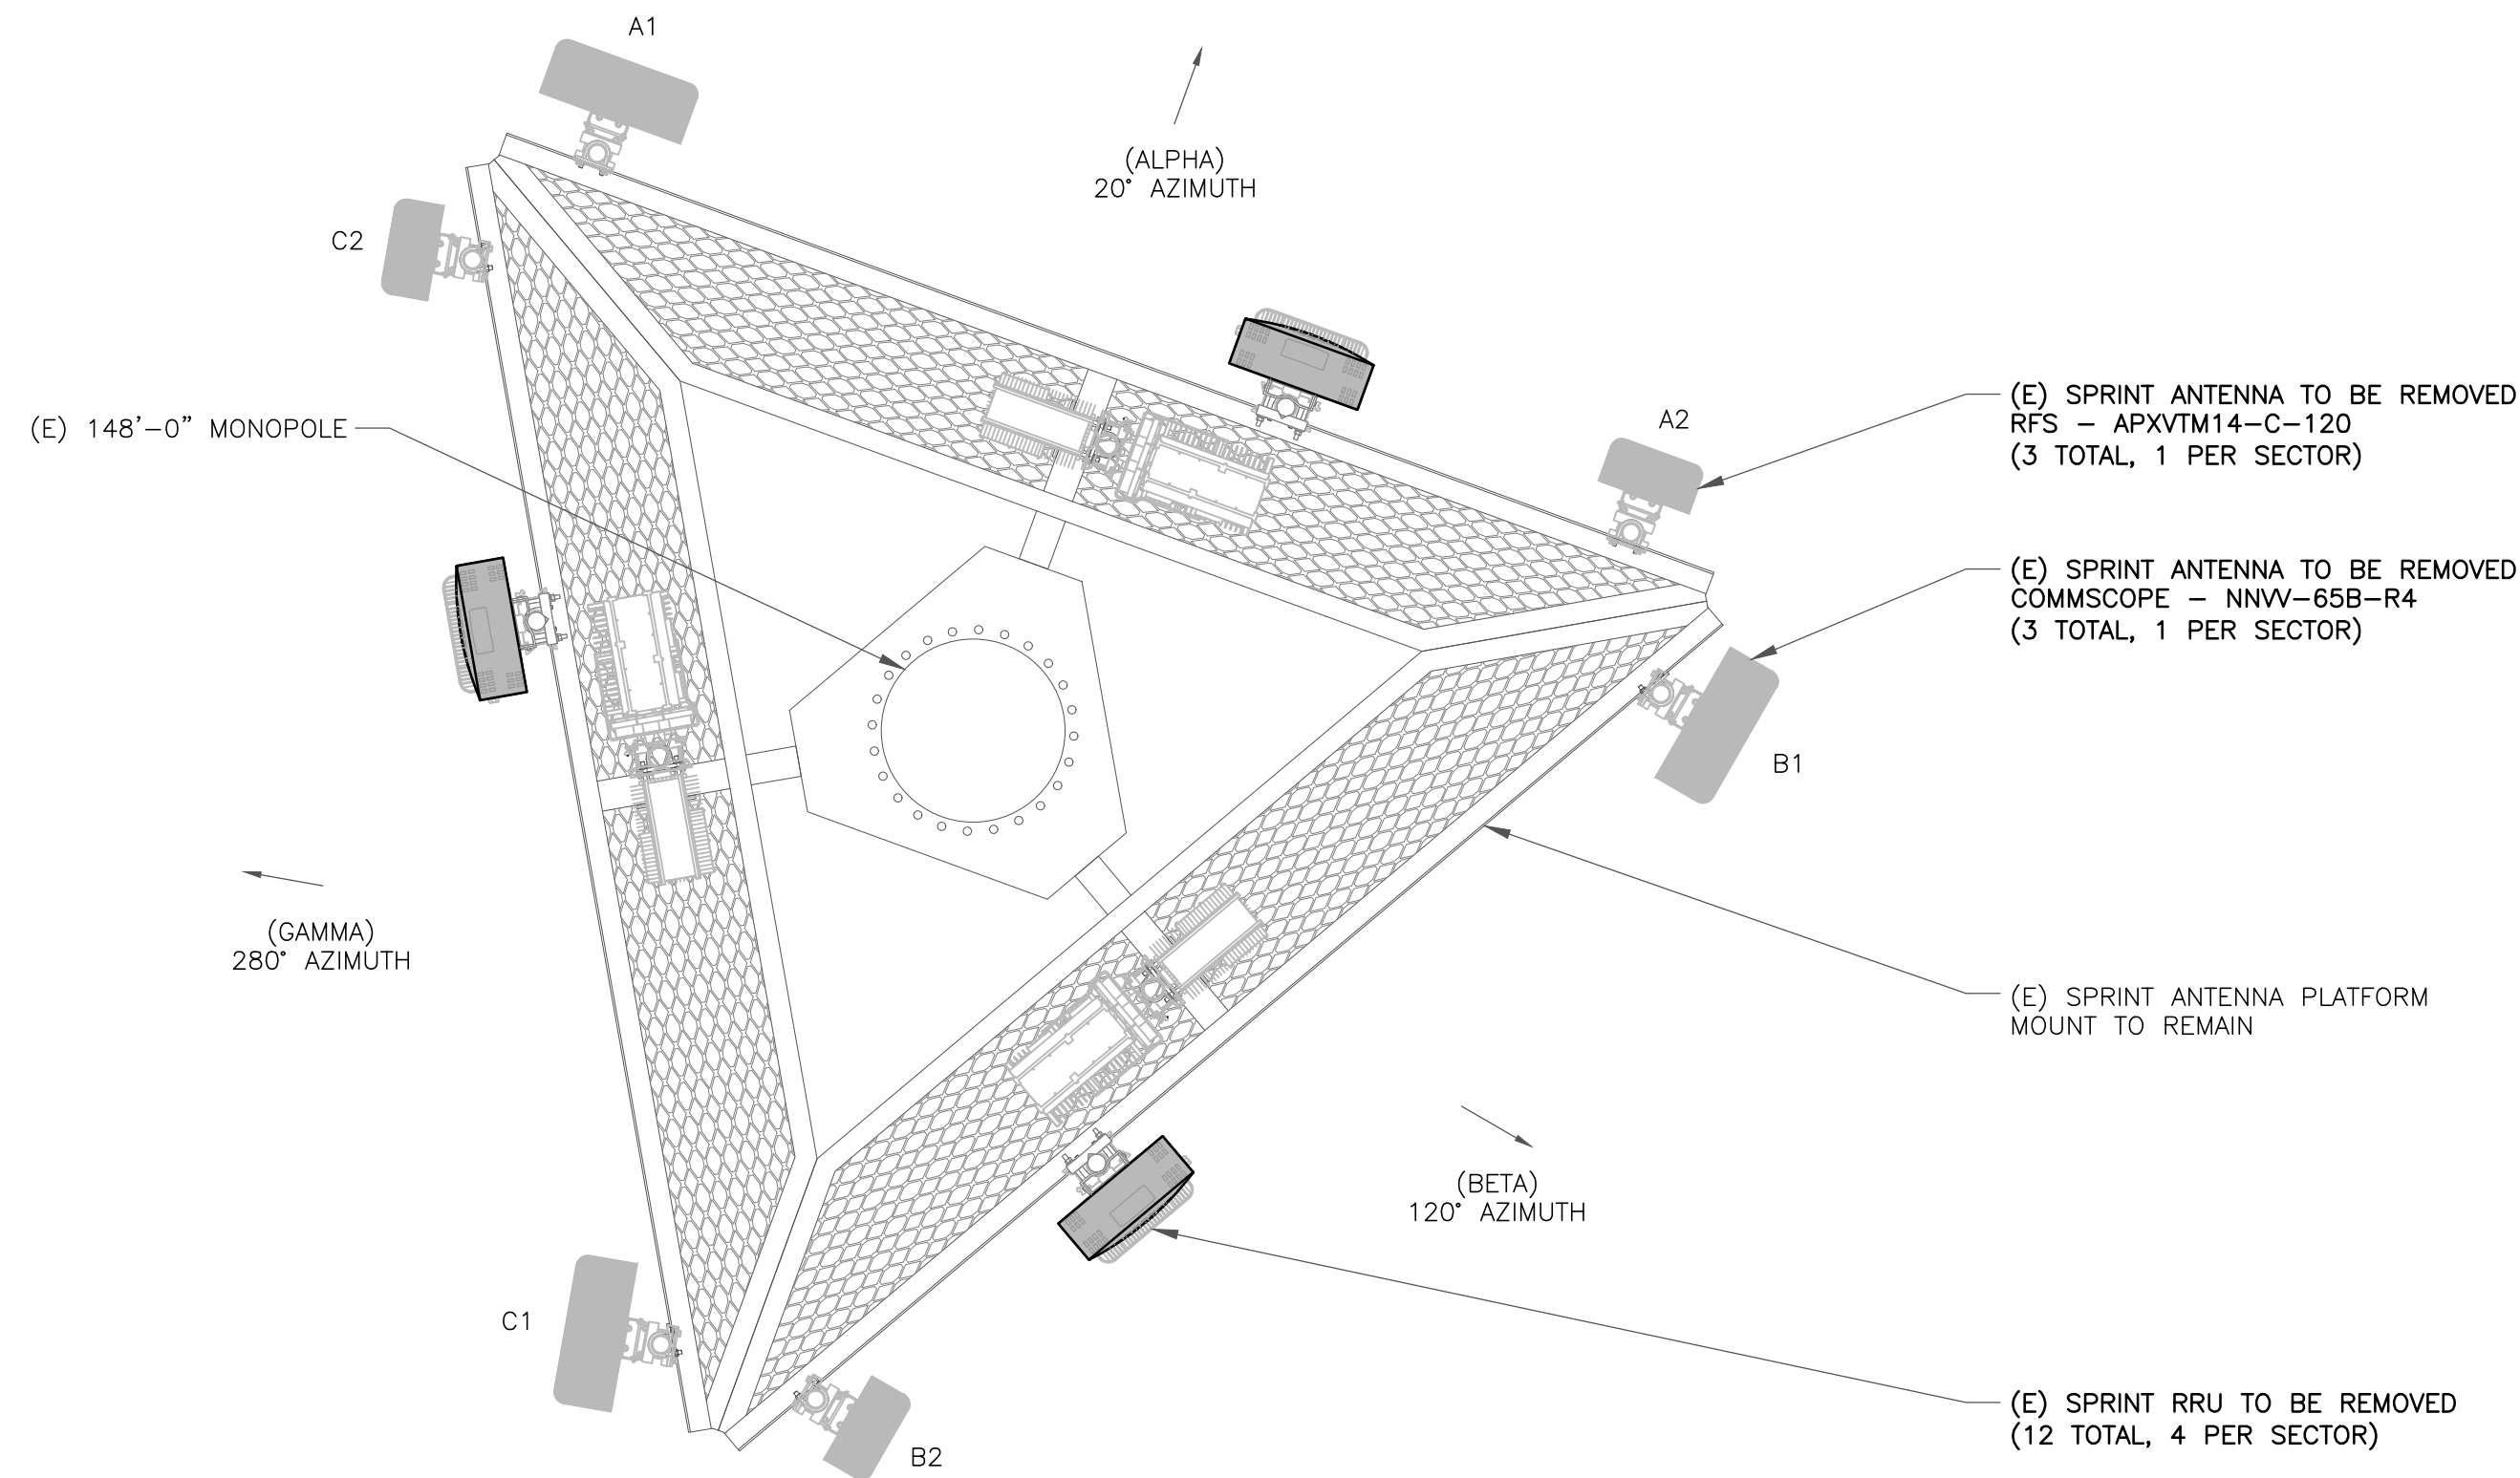 A1
(ALPHA)
20° AZIMUTH
C2
(E) 148'-0" MONOPOLE
A2
(E) SPRINT ANTENNA TO BE REMOVED
RFS - APXVTM14-C-120
(3 TOTAL, 1 PER SECTOR)
(E) SPRINT ANTENNA TO BE REMOVED
COMMSCOPE - NNVV-65B-R4
(3 TOTAL, 1 PER SECTOR)
B1
(GAMMA)
280° AZIMUTH
(E) SPRINT ANTENNA PLATFORM
MOUNT TO REMAIN
(BETA)
120° AZIMUTH
C1
(E) SPRINT RRU TO BE REMOVED
(12 TOTAL, 4 PER SECTOR)
B2